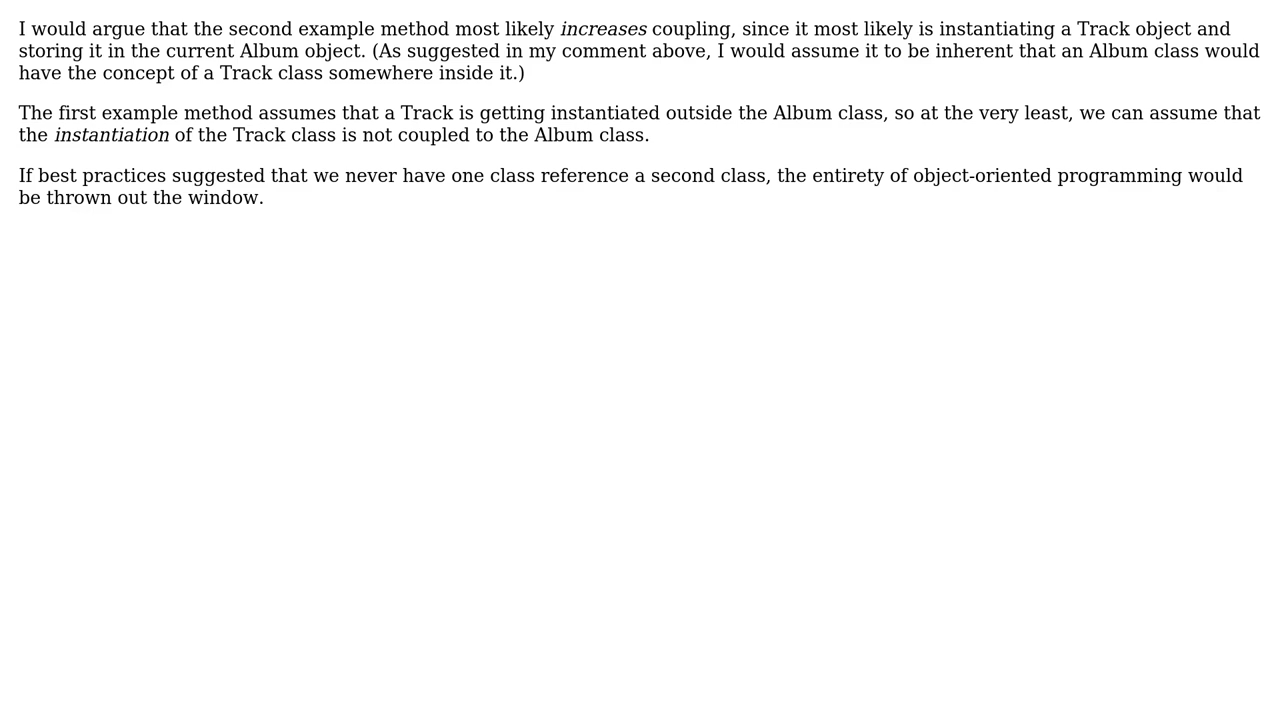 I would argue that the second example method most likely increases coupling, since it most likely is instantiating a Track object and
storing it in the current Album object. (As suggested in my comment above, I would assume it to be inherent that an Album class would
have the concept of a Track class somewhere inside it.)
The first example method assumes that a Track is getting instantiated outside the Album class, so at the very least, we can assume that
the instantiation of the Track class is not coupled to the Album class.
If best practices suggested that we never have one class reference a second class, the entirety of object-oriented programming would
be thrown out the window.